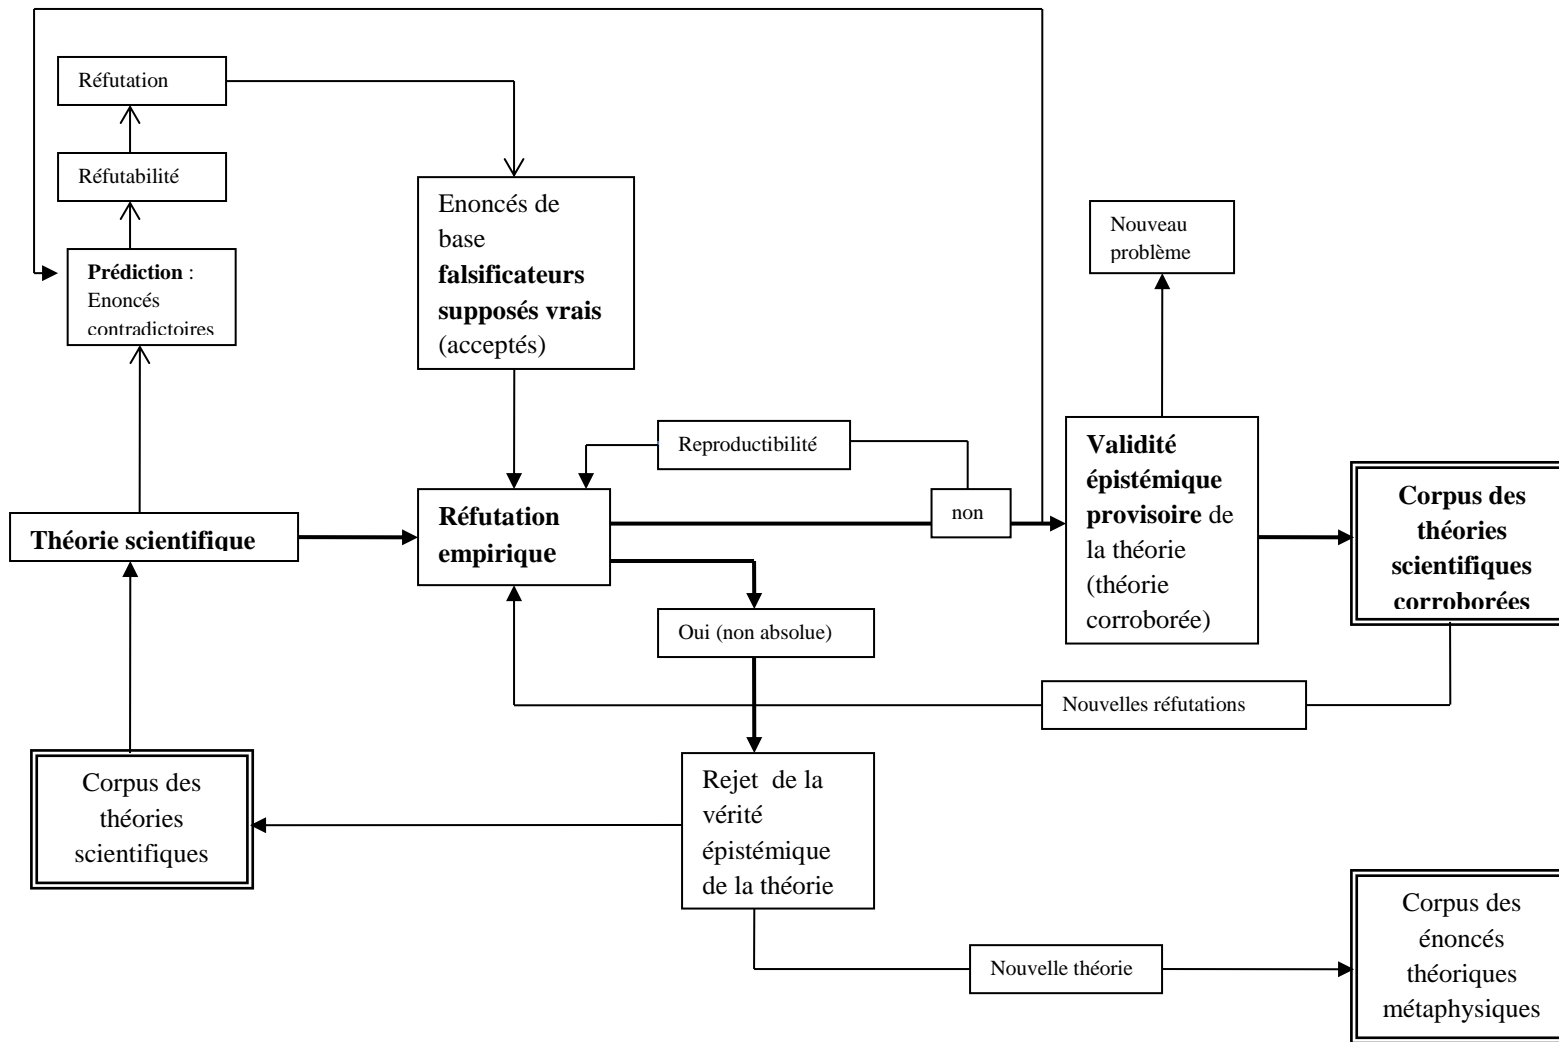 Réfutation
Réfutabilité
Prédiction :
Enoncés
contradictoires
Enoncés de
base
falsificateurs
supposés vrais
(acceptés)
Nouveau
problème
Reproductibilité
non
Validité
épistémique
provisoire de
la théorie
(théorie
corroborée)
Corpus des
théories
scientifiques
corroborées
Théorie scientifique
Réfutation
empirique
Oui (non absolue)
Nouvelles réfutations
Corpus des
théories
scientifiques
Rejet de la
vérité
épistémique
de la théorie
Nouvelle théorie
Corpus des
énoncés
théoriques
métaphysiques